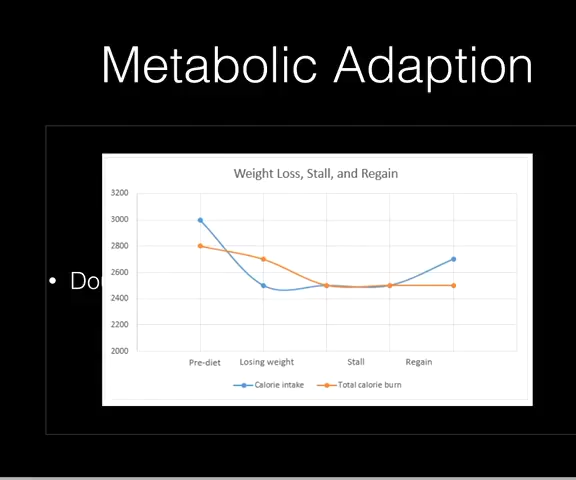 Metabolic Adaption
Weight Loss, Stall, and Regain
3200
3000
2800
2600
2400
2200
2000
Pre-diet Losing weight Stall Regain
Calorie intake Total calorie burn